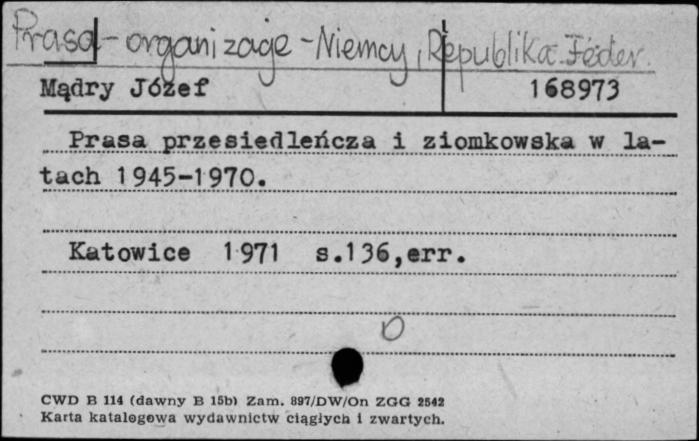 Prasa - organizacje - Niemcy, Republika Feder.
Mądry Józef 168973
Prasa przesiedleńcza i ziomkowska w la-
tach 1945-1970.
Katowice 1971 s.136,err.
CWD B 114 (dawny B 15b) Zam. 897/DW/On ZGG 2542
Karta katalogowa wydawnictw ciągłych i zwartych.